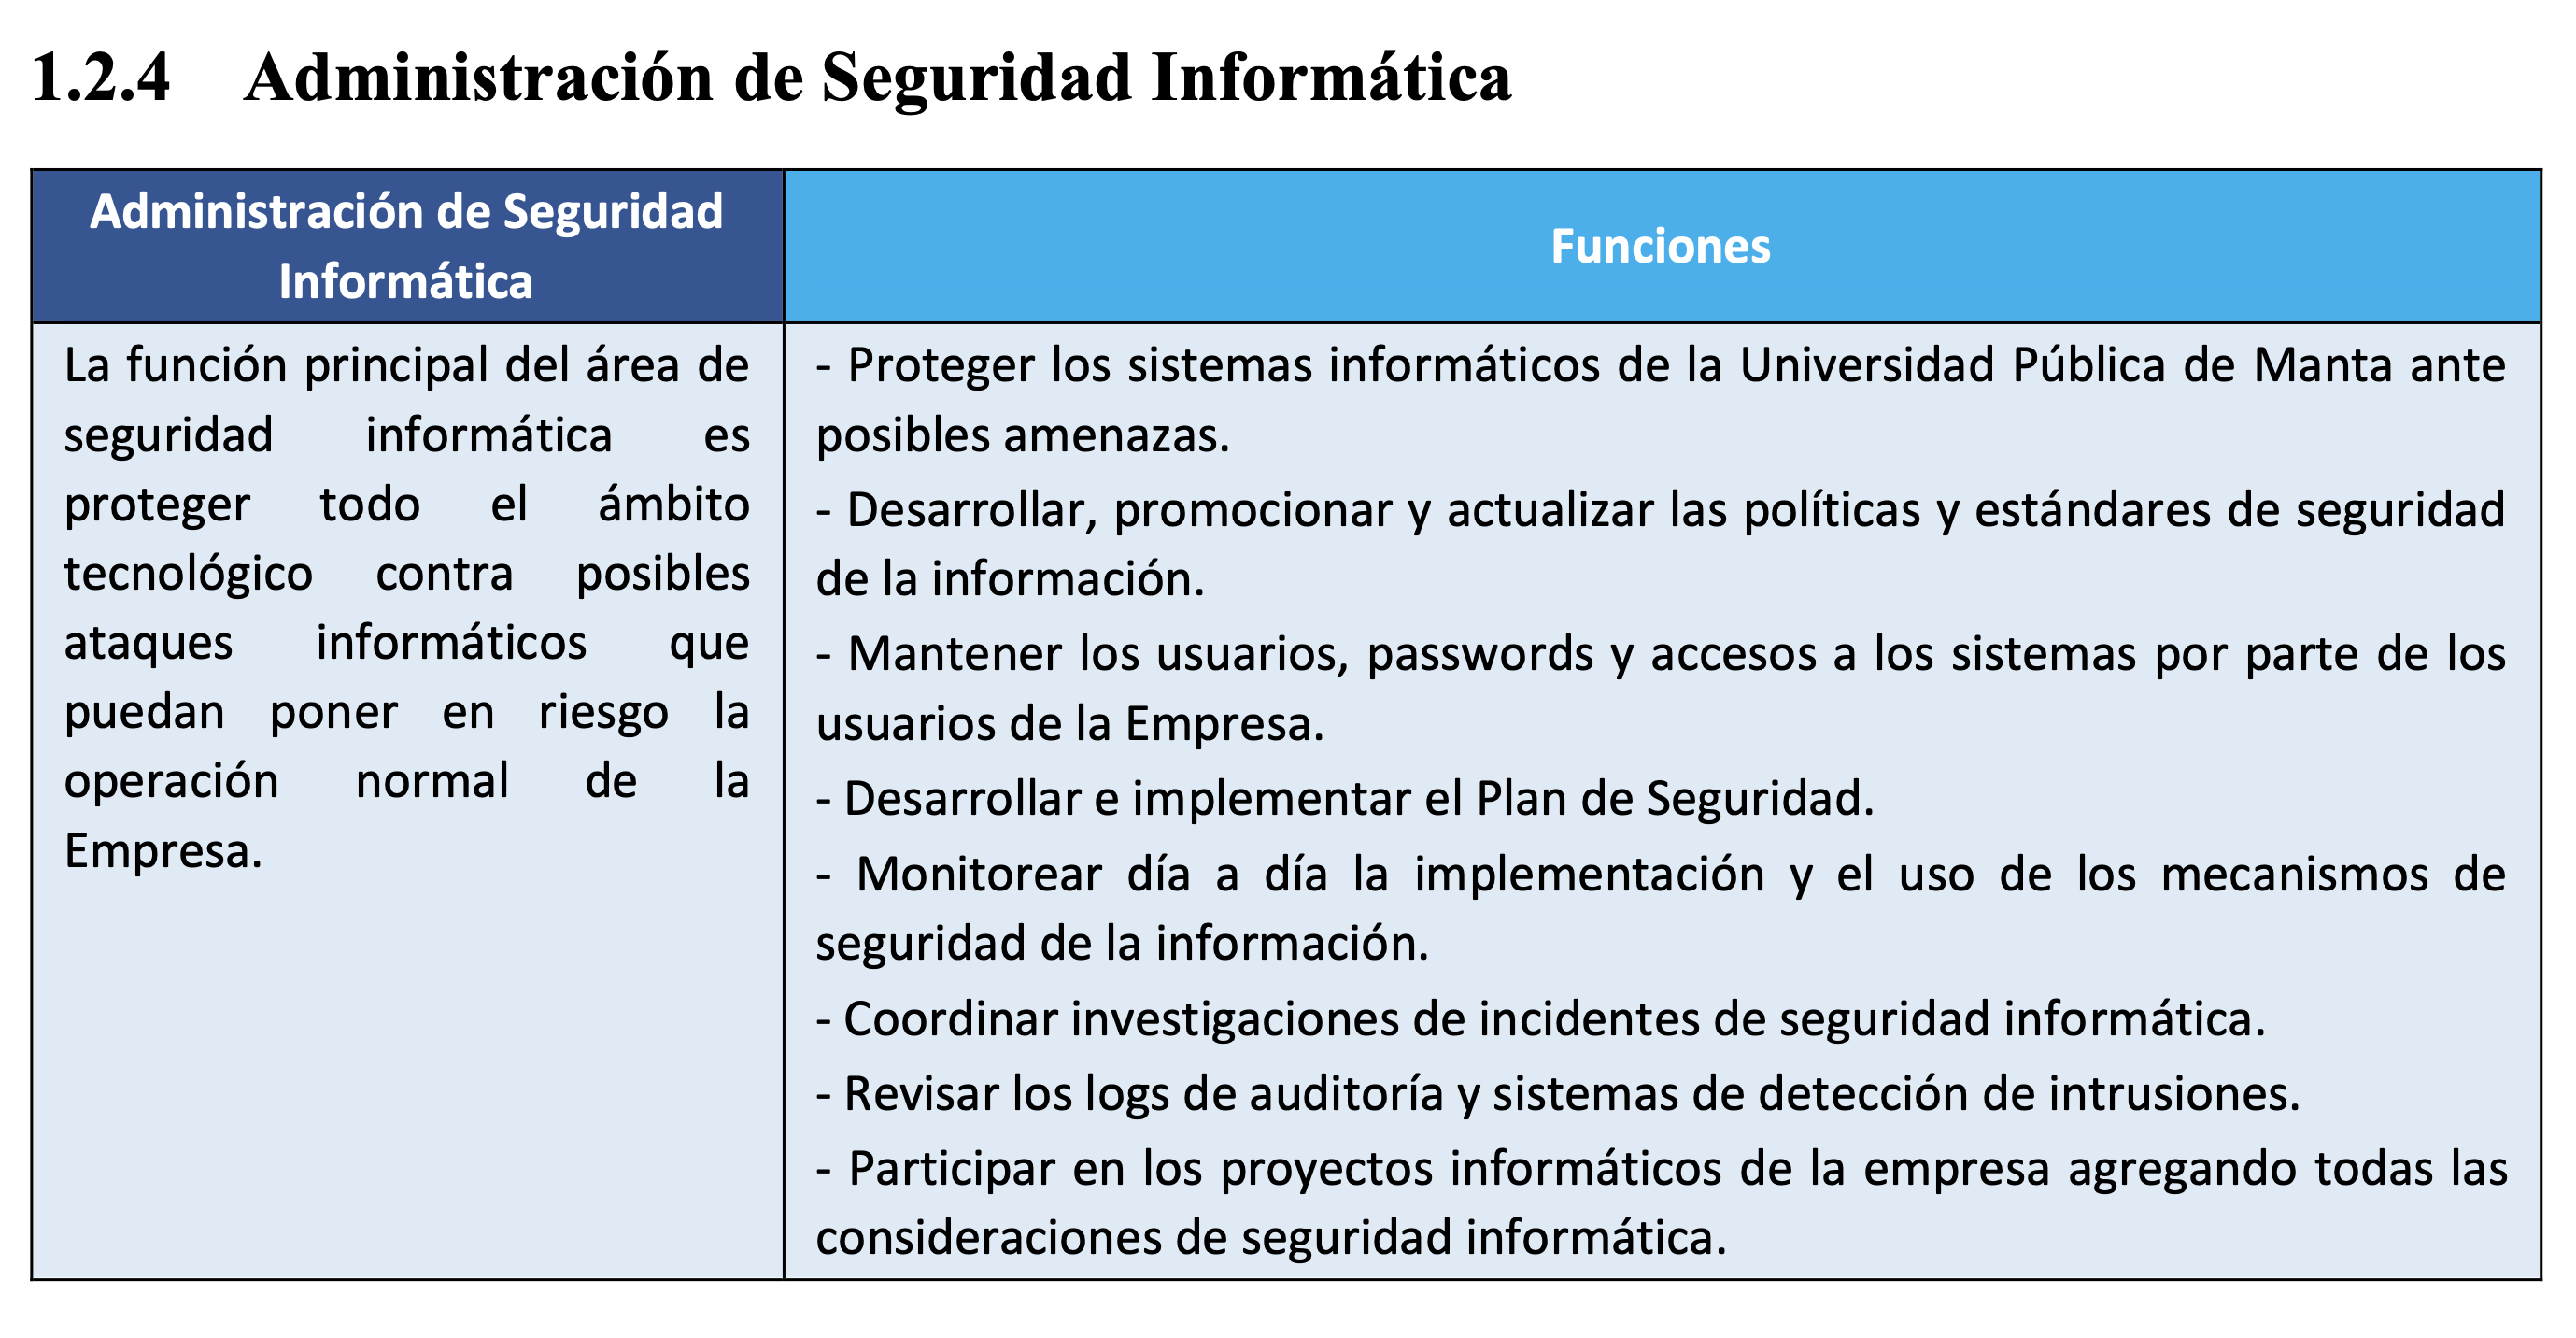 1.2.4 Administración de Seguridad Informática
Administración de Seguridad
Informática
Funciones
La función principal del área de
seguridad informática es
proteger todo el ámbito
tecnológico contra posibles
ataques informáticos que
puedan poner en riesgo la
operación normal de la
Empresa.
- Proteger los sistemas informáticos de la Universidad Pública de Manta ante
posibles amenazas.
- Desarrollar, promocionar y actualizar las políticas y estándares de seguridad
de la información.
- Mantener los usuarios, passwords y accesos a los sistemas por parte de los
usuarios de la Empresa.
- Desarrollar e implementar el Plan de Seguridad.
- Monitorear día a día la implementación y el uso de los mecanismos de
seguridad de la información.
- Coordinar investigaciones de incidentes de seguridad informática.
- Revisar los logs de auditoría y sistemas de detección de intrusiones.
- Participar en los proyectos informáticos de la empresa agregando todas las
consideraciones de seguridad informática.